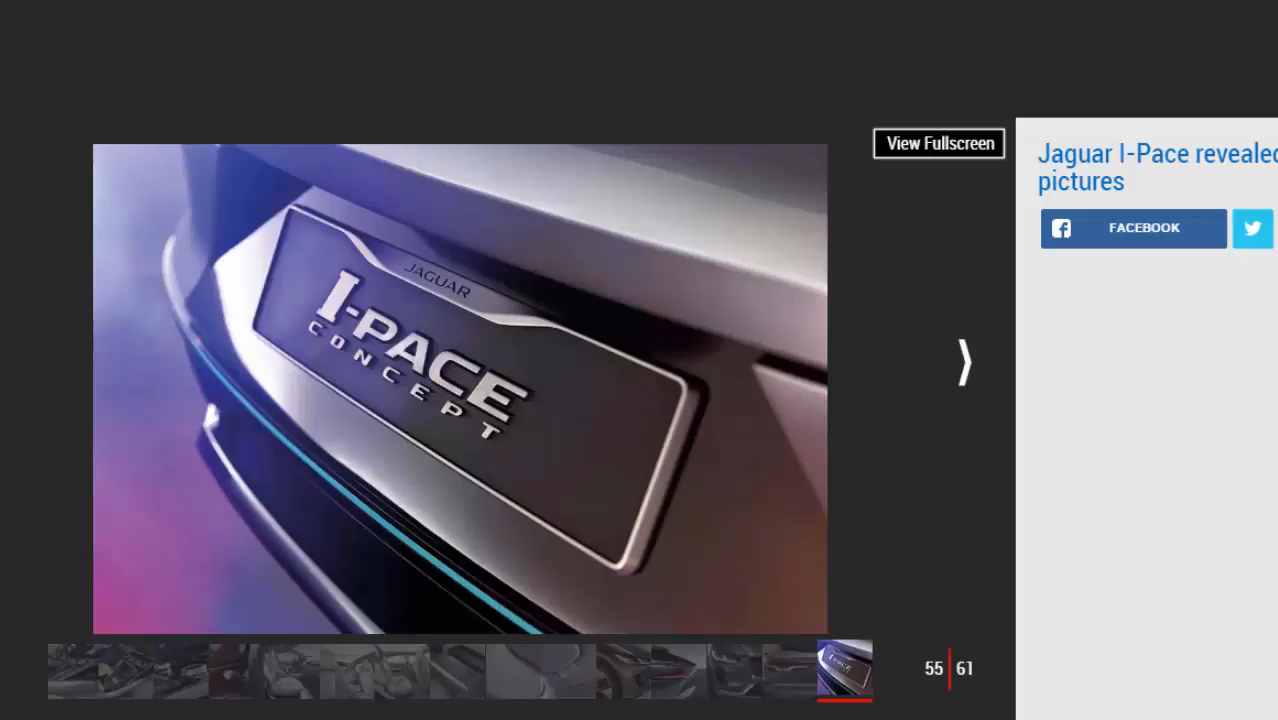 View Fullscreen
Jaguar I-Pace revealed
pictures
FACEBOOK
JAGUAR
I-PACE
CONCEPT
55 61